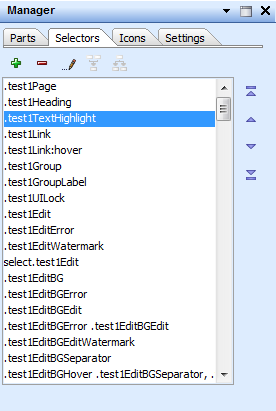 Manager
Parts Selectors Icons Settings
.test1Page
.test1Heading
.test1TextHighlight
.test1Link
.test1Link:hover
.test1Group
.test1GroupLabel
.test1UILock
.test1Edit
.test1EditError
.test1EditWatermark
select.test1Edit
.test1EditBG
.test1EditBGError
.test1EditBGEdit
.test1EditBGError .test1EditBGEdit
.test1EditBGEditWatermark
.test1EditBGSeparator
.test1EditBGHover .test1EditBGSeparator, .